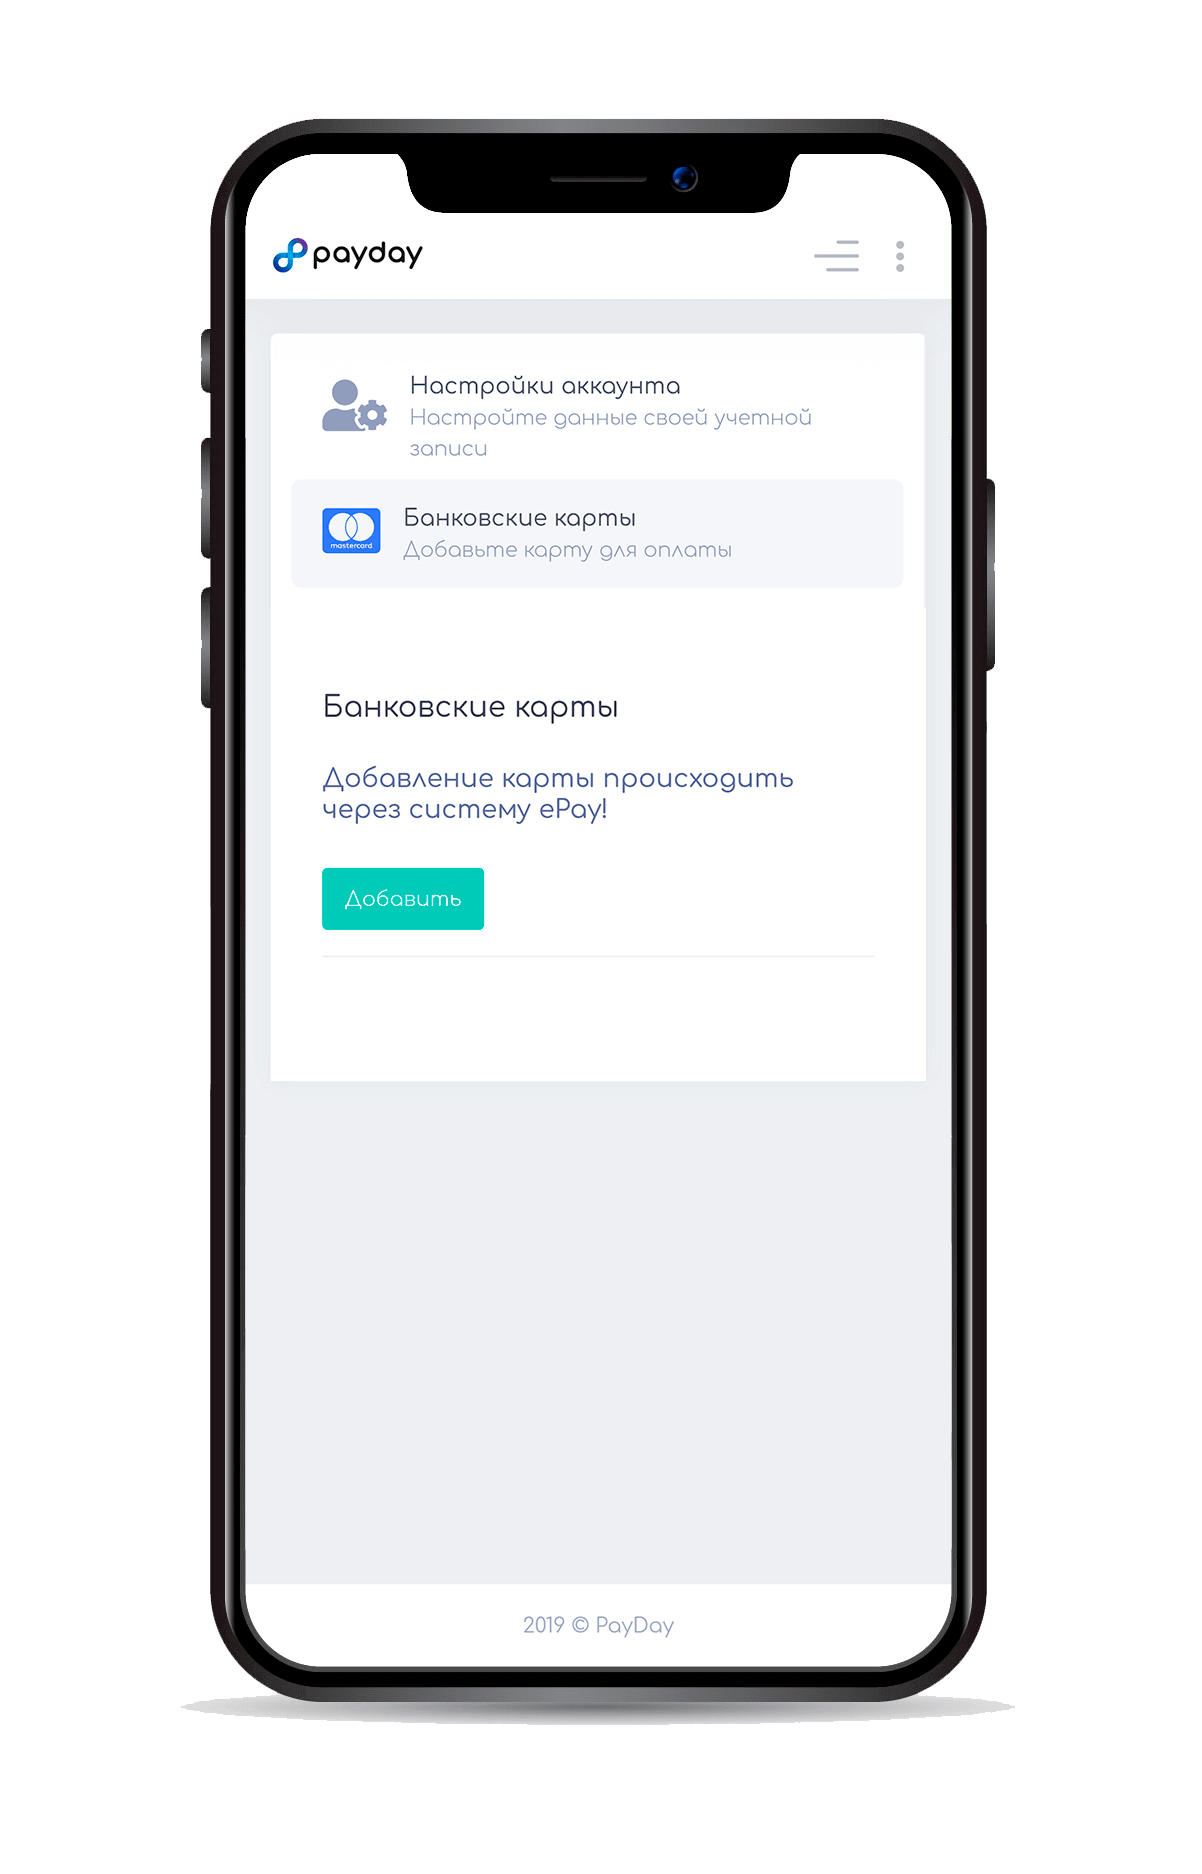 payday
Настройки аккаунта
Настройте данные своей учетной
записи
mastercard
Банковские карты
Добавьте карту для оплаты
Банковские карты
Добавление карты происходить
через систему ePay!
Добавить
2019 © PayDay